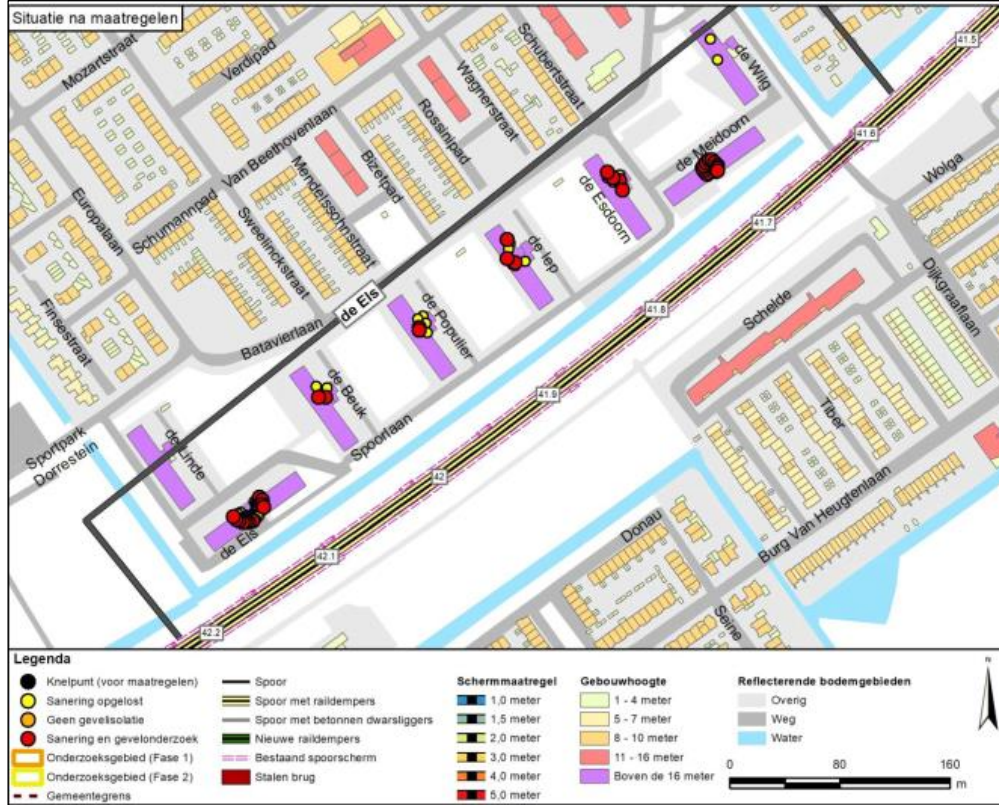 Situatie na maatregelen
Mozartstraat
Verdipad
Schubertstraat
Wagnerstraat
de Wijg
41.5
Van Beethovenlaan
Rossinipad
Bizetpad
de Meidoorn
41.6
Wolga
Europalaan
Schumannpad
Mendelssohnstraat
de Esdoorn
Sweelinckstraat
41.7
de Iep
Dijkgraaflaan
de Els
Finsestraat
Batavierlaan
de Populier
41.8
Schelde
de Beuk
41.9
Tiber
Sportpark
Dorrestein
de Linde
Spoorlaan
42
Burg Van Heugtenlaan
de Els
42.1
Donau
Seine
42.2
Legenda
Knelpunt (voor maatregelen)
Sanering opgelost
Geen gevelisolatie
Sanering en gevelonderzoek
Onderzoeksgebied (Fase 1)
Onderzoeksgebied (Fase 2)
Gemeentegrens
Spoor
Spoor met raildempers
Spoor met betonnen dwarsliggers
Nieuwe raildempers
Bestaand spoorscherm
Stalen brug
Schermmaatregel
1,0 meter
1,5 meter
2,0 meter
3,0 meter
4,0 meter
5,0 meter
Gebouwhoogte
1 - 4 meter
5 - 7 meter
8 - 10 meter
11 - 16 meter
Boven de 16 meter
Reflecterende bodemgebieden
Overig
Weg
Water
N
0 80 160
m